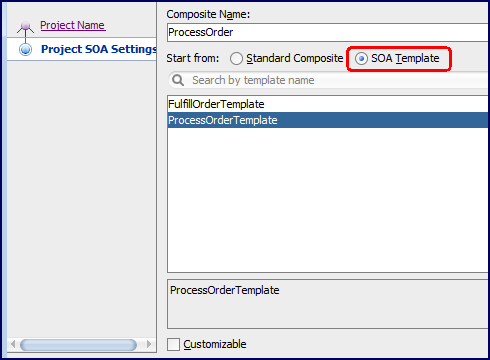 Project Name
Project SOA Settings
Composite Name:
ProcessOrder
Start from: Standard Composite SOA Template
Search by template name
FulfillOrderTemplate
ProcessOrderTemplate
ProcessOrderTemplate
Customizable